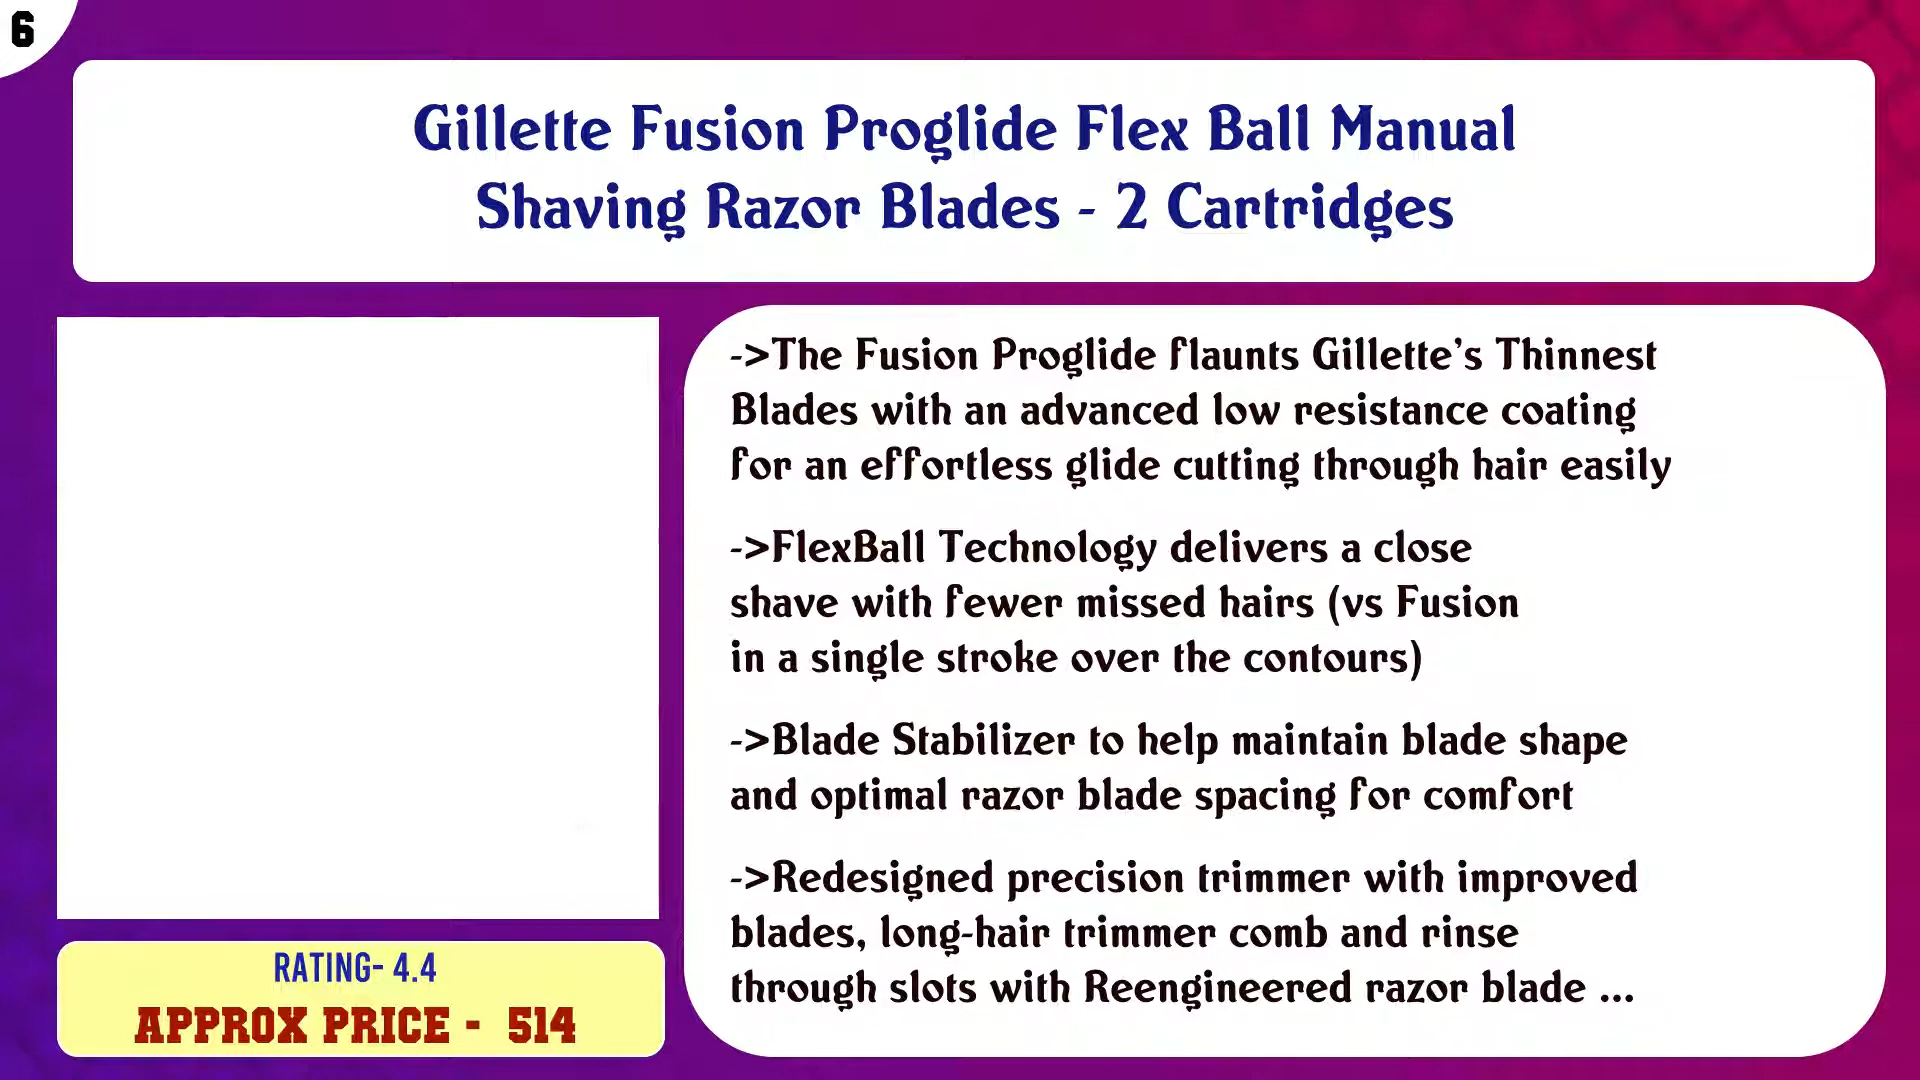 6
Gillette Fusion Proglide Flex Ball Manual
Shaving Razor Blades - 2 Cartridges
->The Fusion Proglide flaunts Gillette's Thinnest
Blades with an advanced low resistance coating
for an effortless glide cutting through hair easily
->FlexBall Technology delivers a close
shave with fewer missed hairs (vs Fusion
in a single stroke over the contours)
->Blade Stabilizer to help maintain blade shape
and optimal razor blade spacing for comfort
->Redesigned precision trimmer with improved
blades, long-hair trimmer comb and rinse
through slots with Reengineered razor blade ...
RATING- 4.4
APPROX PRICE - 514